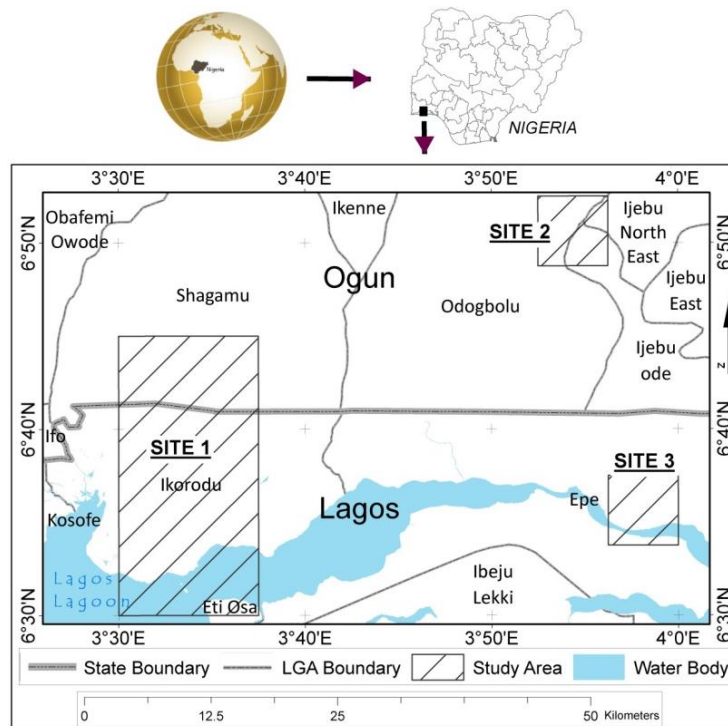 Nigeria
NIGERIA
3°30'E 3°40'E 3°50'E 4°0'E
6°50'N
6°40'N
6°30'N
Obafemi
Owode
Ikenne
SITE 2
Ijebu
North
East
Ogun
Shagamu
Odogbolu
Ijebu
East
Ijebu
ode
z
6°50'N
6°40'N
6°30'N
Ifo
SITE 1
Ikorodu
SITE 3
Kosofe
Lagos
Epe
Lagos
Lagoon
Eti Osa
Ibeju
Lekki
3°30'E 3°40'E 3°50'E 4°0'E
State Boundary LGA Boundary Study Area Water Body
0 12.5 25 50 Kilometers